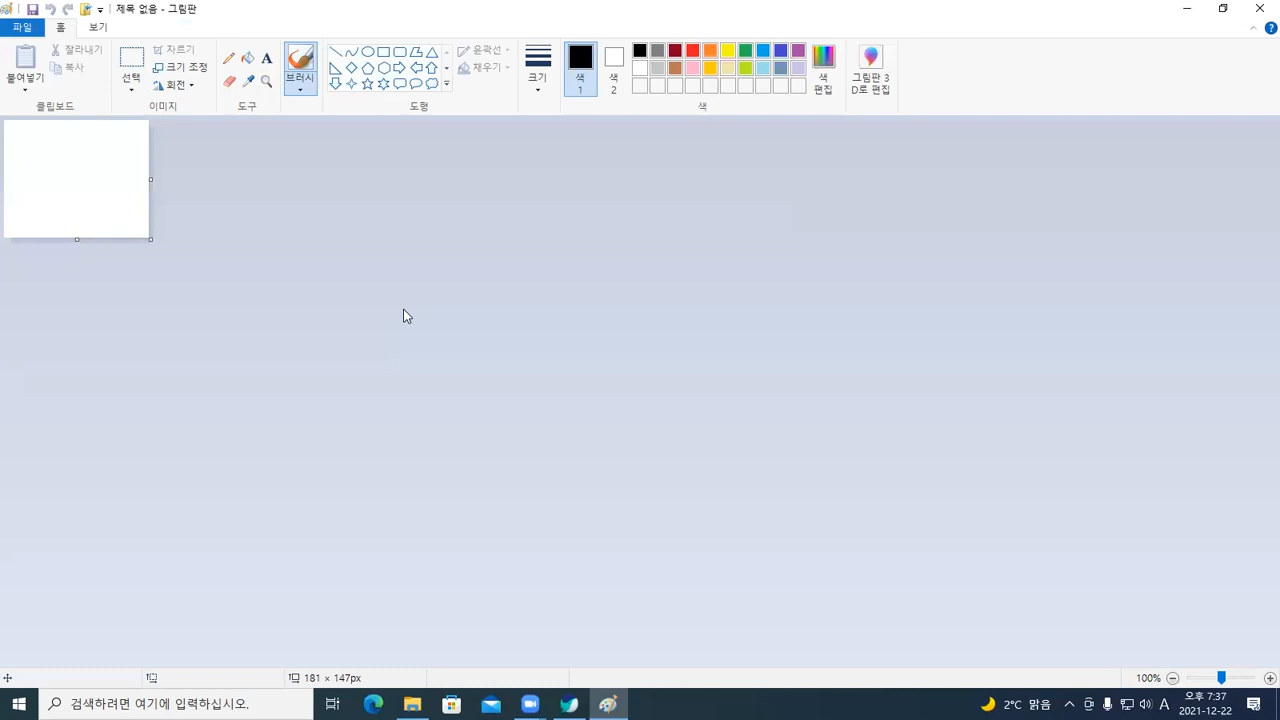 제목 없음 - 그림판
파일 홈 보기
붙여넣기 잘라내기 복사 클립보드
선택 자르기 크기 조정 회전 이미지
A
도구
브러시
윤곽선 채우기 도형
크기
색 1
색 2
색 편집
색
그림판 3D로 편집
181 × 147px
100%
검색하려면 여기에 입력하십시오.
2°C 맑음
A
오후 7:37
2021-12-22